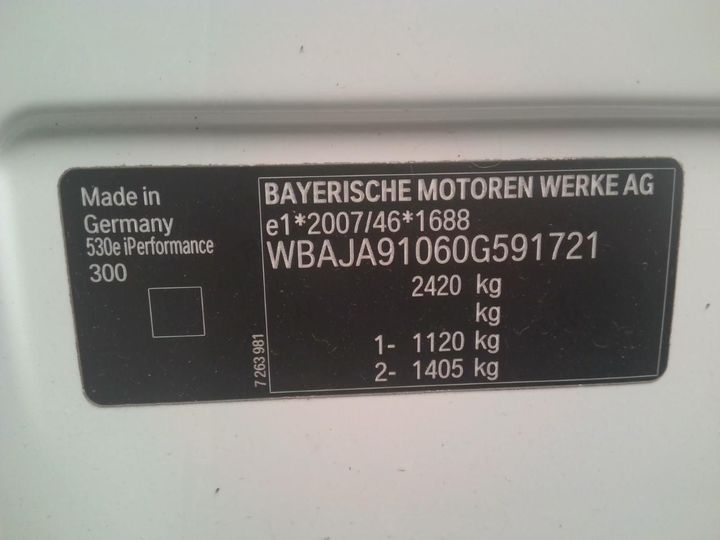 Made in
Germany
530e iPerformance
300
7 263 981
BAYERISCHE MOTOREN WERKE AG
e1*2007/46*1688
WBAJA91060G591721
2420 kg
kg
1- 1120 kg
2- 1405 kg